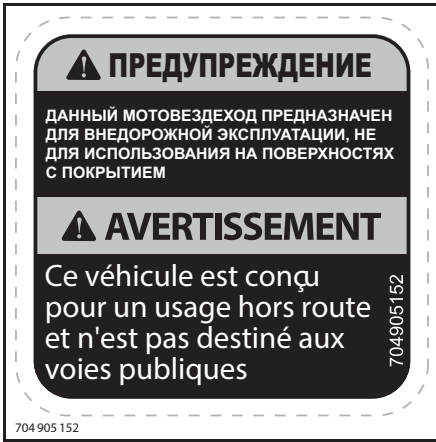 ПРЕДУПРЕЖДЕНИЕ
ДАННЫЙ МОТОВЕЗДЕХОД ПРЕДНАЗНАЧЕН
ДЛЯ ВНЕДОРОЖНОЙ ЭКСПЛУАТАЦИИ, НЕ
ДЛЯ ИСПОЛЬЗОВАНИЯ НА ПОВЕРХНОСТЯХ
С ПОКРЫТИЕМ
AVERTISSEMENT
Ce véhicule est conçu
pour un usage hors route
et n'est pas destiné aux
voies publiques
704905152
704 905 152